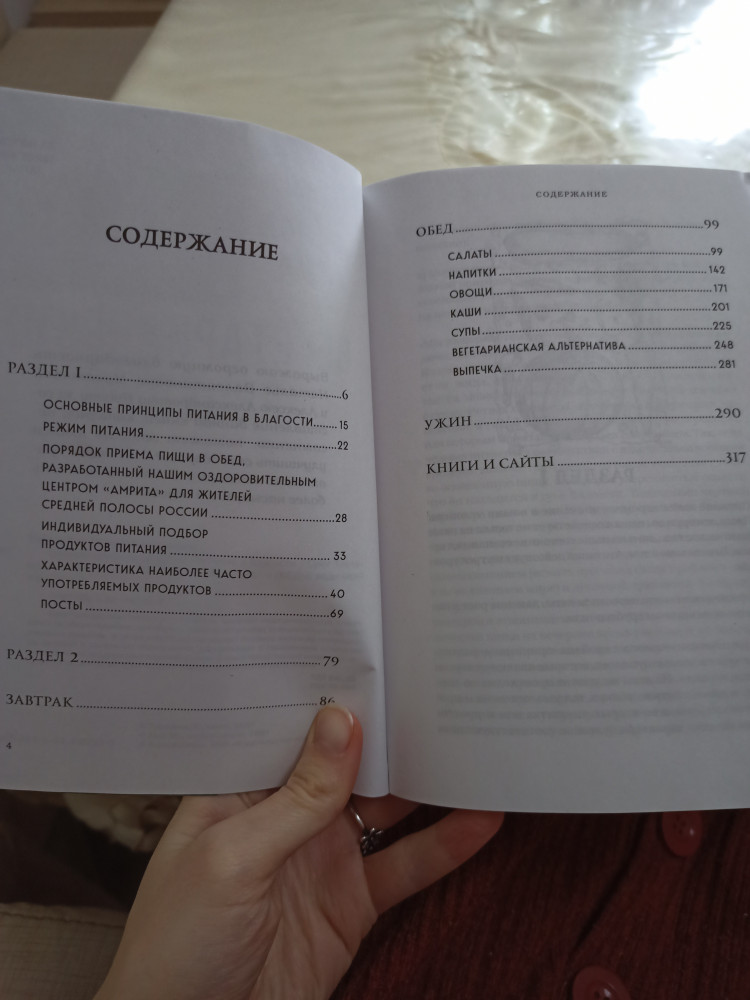 СОДЕРЖАНИЕ
РАЗДЕЛ I........6
ОСНОВНЫЕ ПРИНЦИПЫ ПИТАНИЯ В БЛАГОСТИ........15
РЕЖИМ ПИТАНИЯ........22
ПОРЯДОК ПРИЕМА ПИЩИ В ОБЕД,
РАЗРАБОТАННЫЙ НАШИМ ОЗДОРОВИТЕЛЬНЫМ
ЦЕНТРОМ «АМРИТА» ДЛЯ ЖИТЕЛЕЙ
СРЕДНЕЙ ПОЛОСЫ РОССИИ........28
ИНДИВИДУАЛЬНЫЙ ПОДБОР
ПРОДУКТОВ ПИТАНИЯ........33
ХАРАКТЕРИСТИКА НАИБОЛЕЕ ЧАСТО
УПОТРЕБЛЯЕМЫХ ПРОДУКТОВ........40
ПОСТЫ........69
РАЗДЕЛ 2........79
ЗАВТРАК........86
4
СОДЕРЖАНИЕ
ОБЕД........99
САЛАТЫ........99
НАПИТКИ........142
ОВОЩИ........171
КАШИ........201
СУПЫ........225
ВЕГЕТАРИАНСКАЯ АЛЬТЕРНАТИВА........248
ВЫПЕЧКА........281
УЖИН........290
КНИГИ И САЙТЫ........317